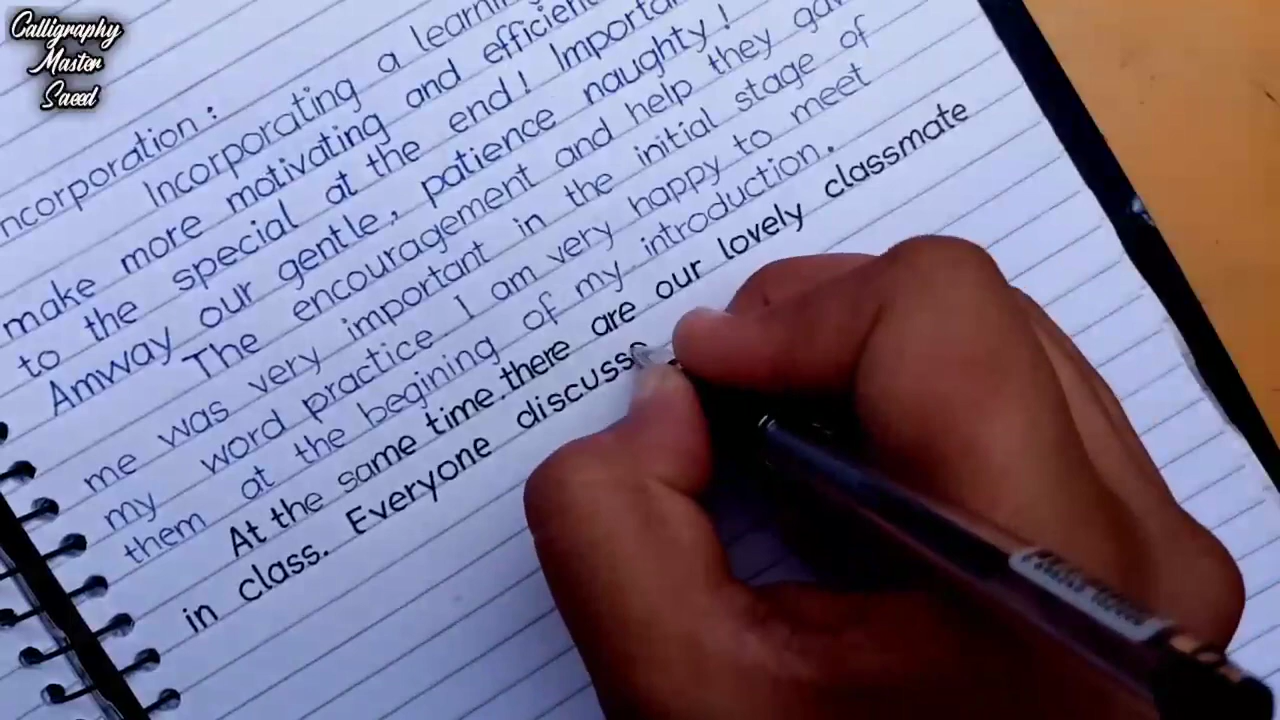 Calligraphy
Master
Saeed
ncorporation :
Incorporating a learni
make more motivating and efficien
to the special at the end! Importa
Amway our gentle, patience naughty!
The encouragement and help they gav
me was very important in the initial stage of
my word practice. I am very happy to meet
them at the begining of my introduction.
At the same time.there are our lovely classmate
in class. Everyone discuss